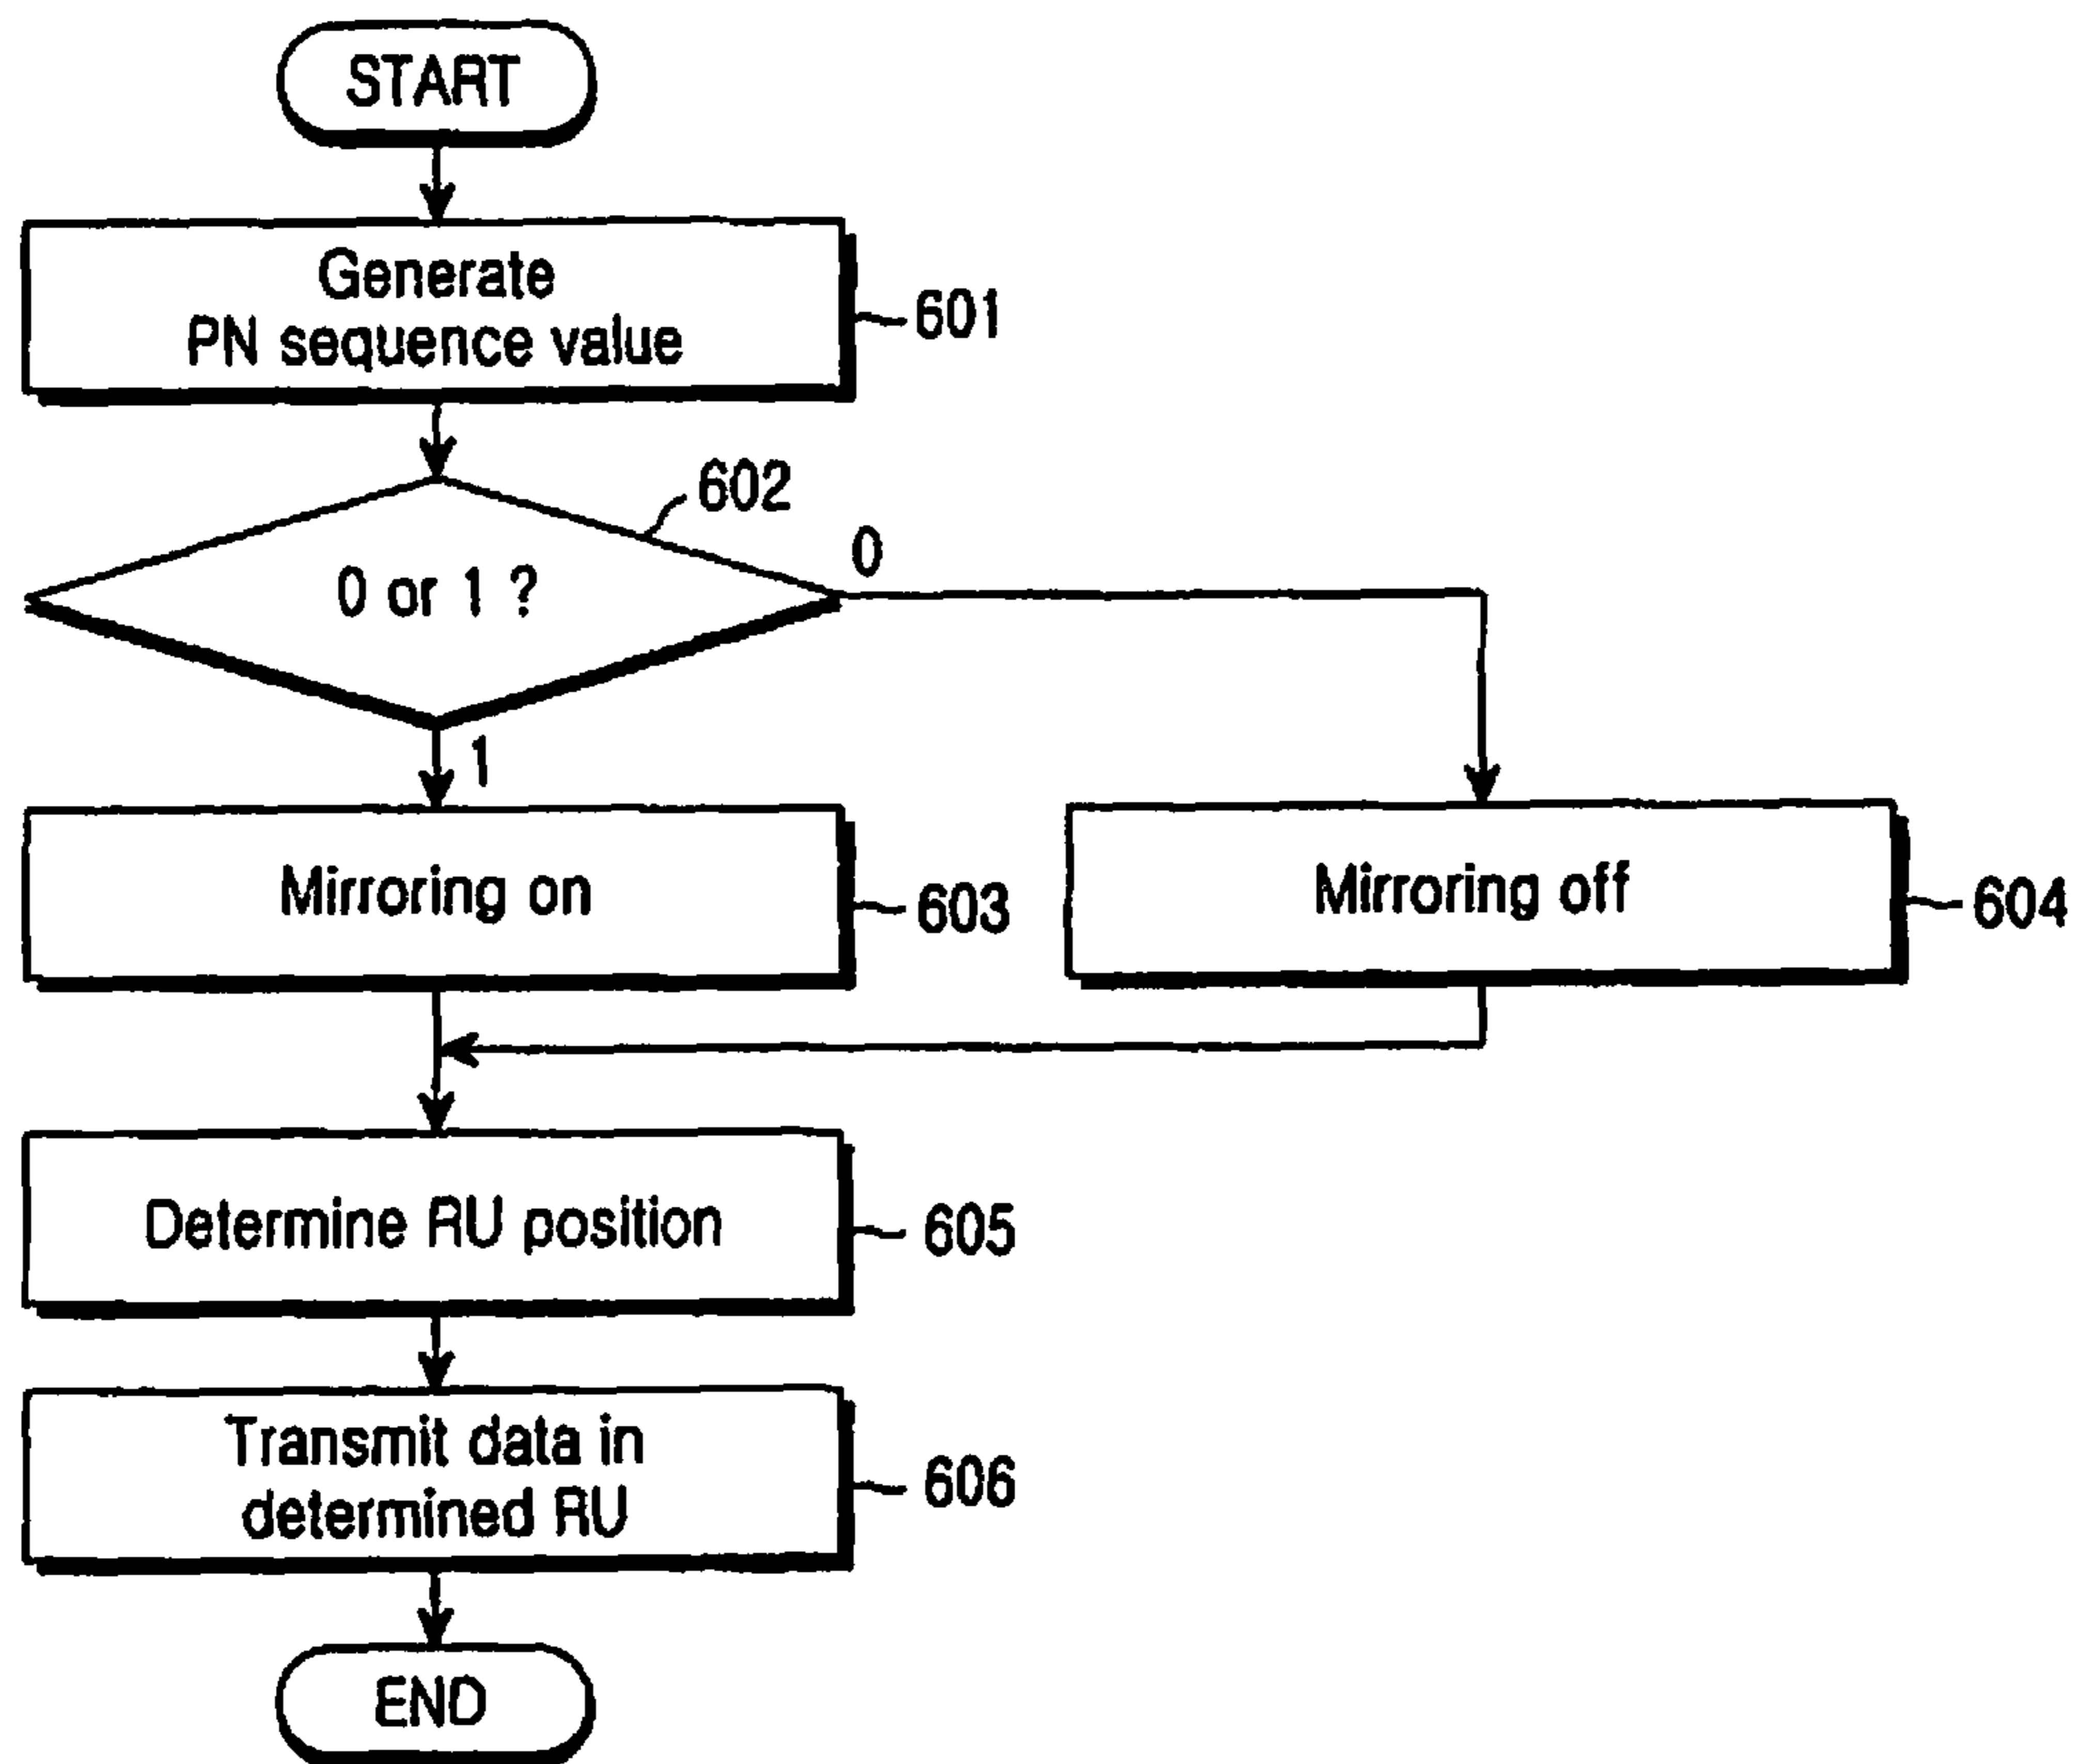 START
Generate
PN sequence value
601
602
0
0 or 1 ?
1
Mirroring on
603
Mirroring off
604
Determine RU position
605
Transmit data in
determined RU
606
END